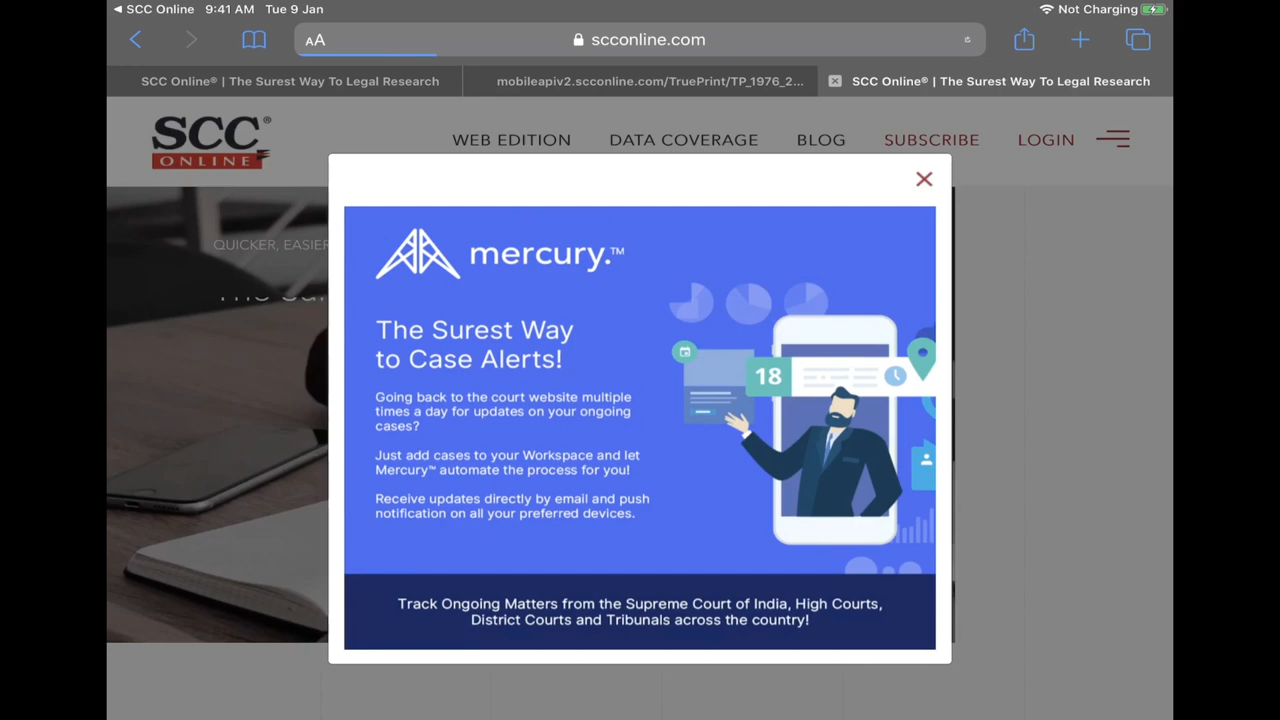 SCC Online 9:41 AM Tue 9 Jan
Not Charging
AA
scconline.com
SCC Online® | The Surest Way To Legal Research
mobileapiv2.scconline.com/TruePrint/TP_1976_2...
SCC Online® | The Surest Way To Legal Research
SCC®
ONLINE
WEB EDITION
DATA COVERAGE
BLOG
SUBSCRIBE
LOGIN
QUICKER, EASIER
mercury.™
The Surest Way
to Case Alerts!
Going back to the court website multiple
times a day for updates on your ongoing
cases?
Just add cases to your Workspace and let
Mercury™ automate the process for you!
Receive updates directly by email and push
notification on all your preferred devices.
18
Track Ongoing Matters from the Supreme Court of India, High Courts,
District Courts and Tribunals across the country!